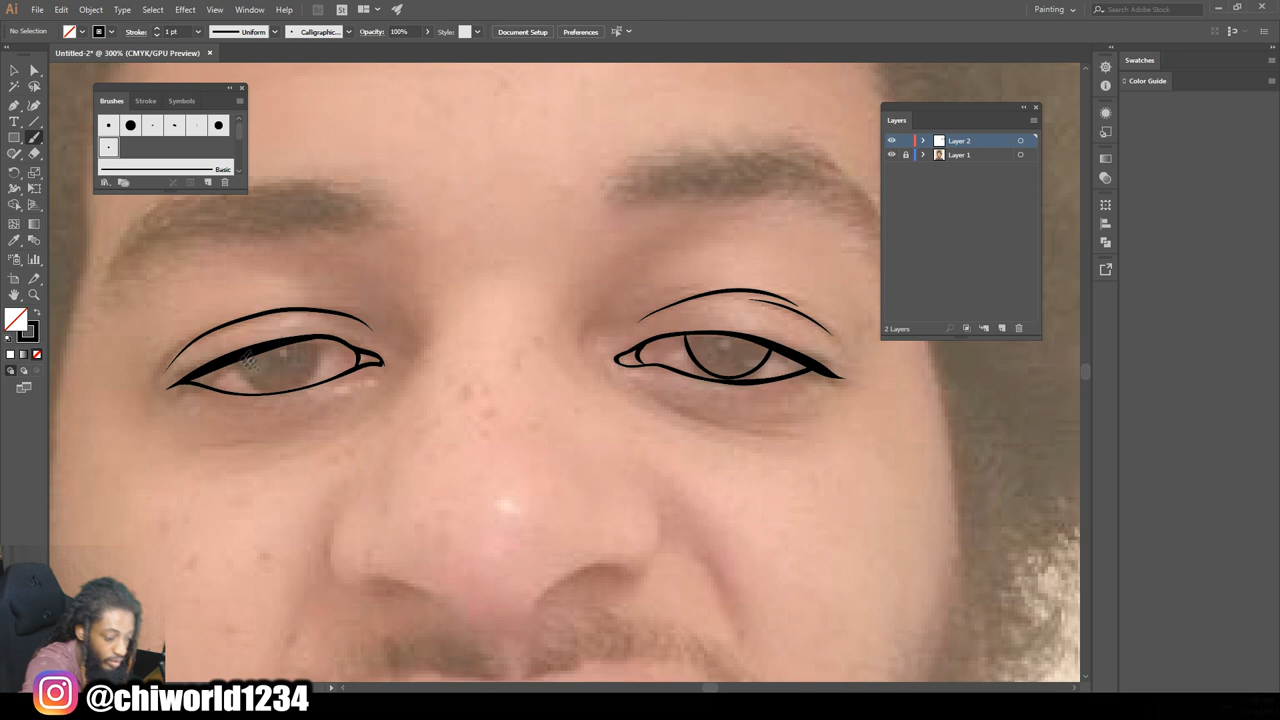 Ai File Edit Object Type Select Effect View Window Help Br St Painting Search Adobe Stock
No Selection Stroke: 1 pt Uniform Calligraphic... Opacity: 100% Style: Document Setup Preferences
Untitled-2* @ 300% (CMYK/GPU Preview) ×
Swatches
Color Guide
Brushes Stroke Symbols
Basic
Layers
Layer 2
Layer 1
2 Layers
@chiworld1234